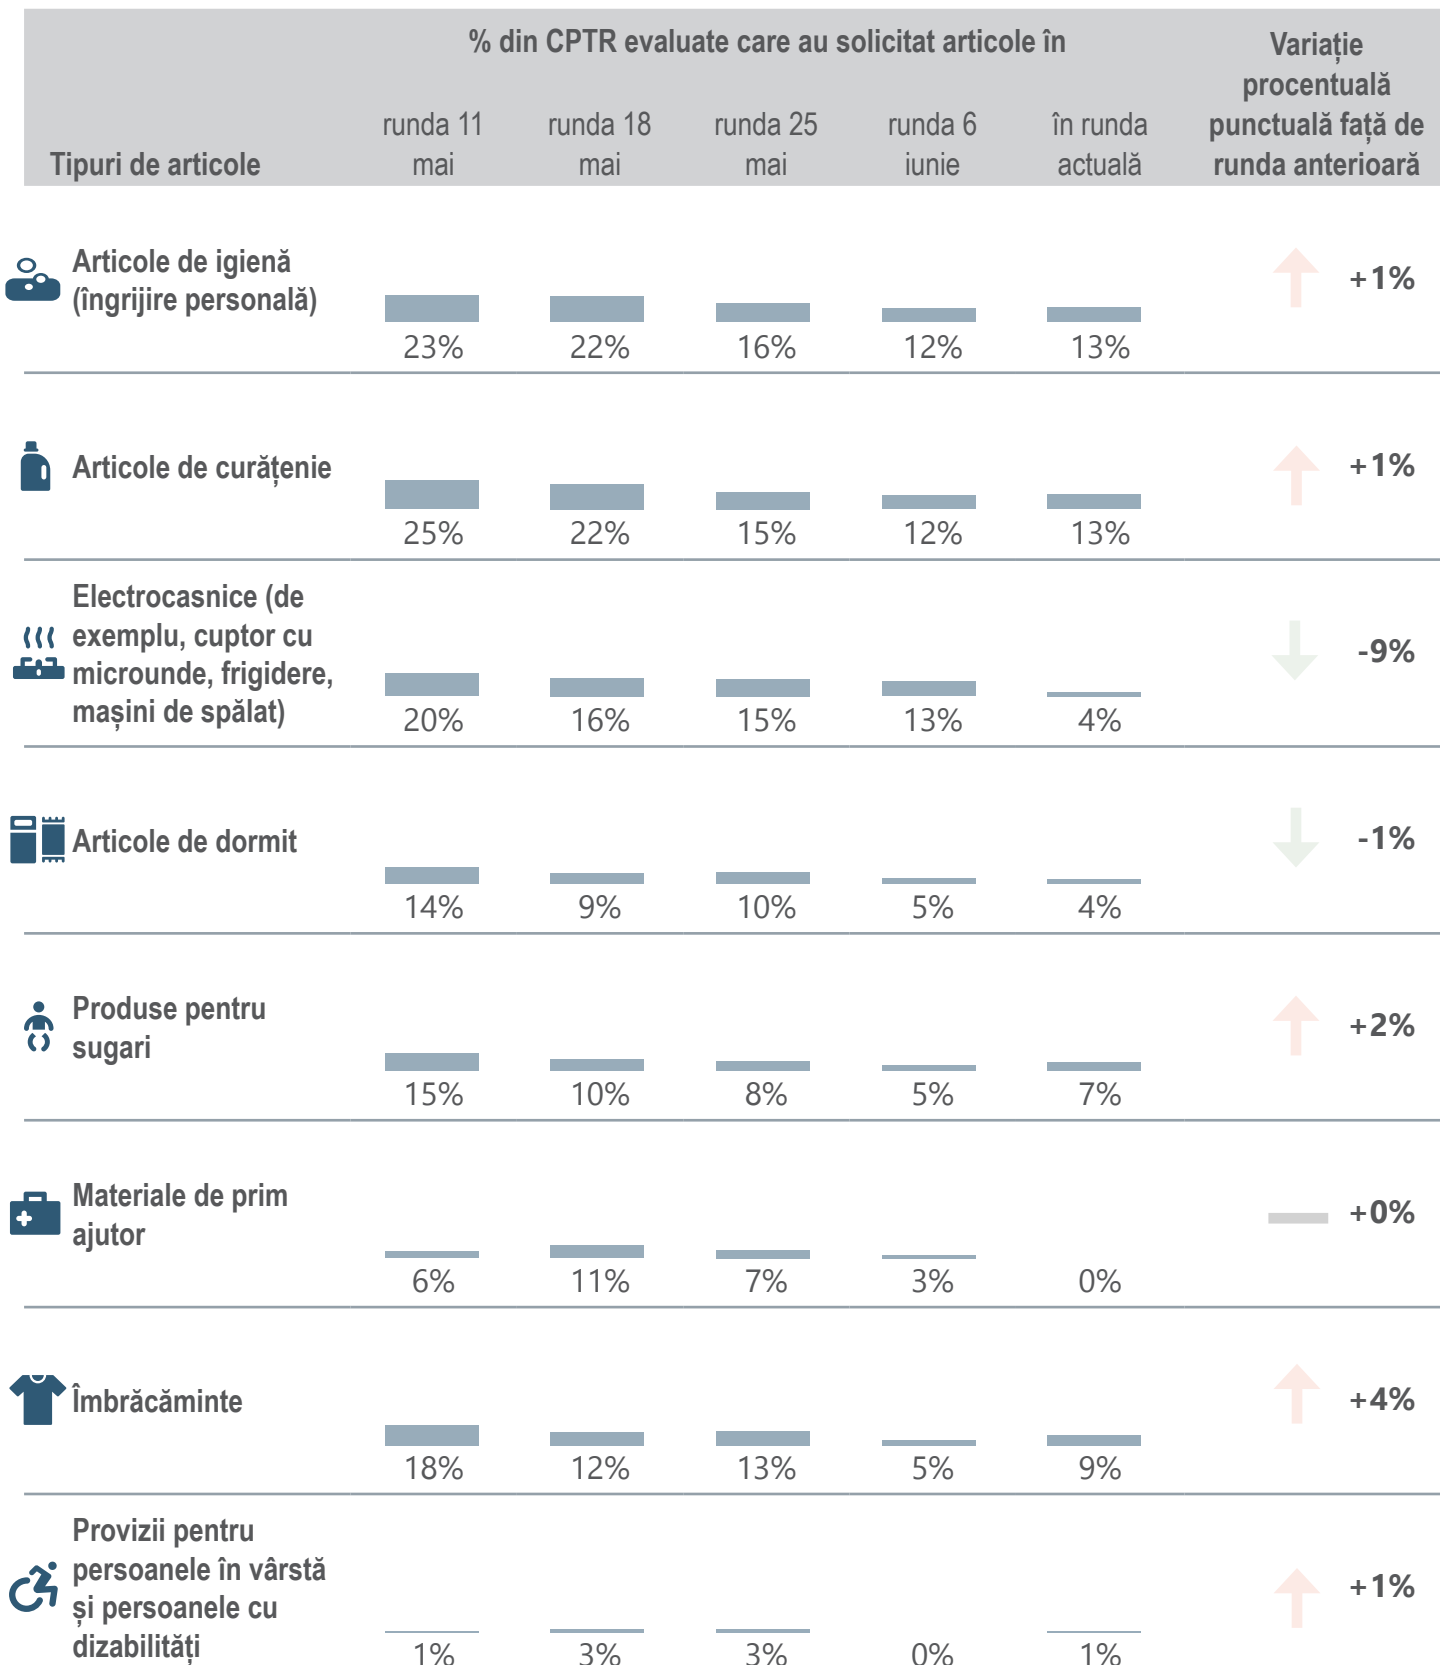 % din CPTR evaluate care au solicitat articole în
Variație
procentuală
punctuală față de
runda anterioară
runda 11
mai
runda 18
mai
runda 25
mai
runda 6
iunie
în runda
actuală
Tipuri de articole
Articole de igienă
(îngrijire personală)
23% 22% 16% 12% 13%
+1%
Articole de curățenie
25% 22% 15% 12% 13%
+1%
Electrocasnice (de
exemplu, cuptor cu
microunde, frigidere,
mașini de spălat)
20% 16% 15% 13% 4%
-9%
Articole de dormit
14% 9% 10% 5% 4%
-1%
Produse pentru
sugari
15% 10% 8% 5% 7%
+2%
Materiale de prim
ajutor
6% 11% 7% 3% 0%
+0%
Îmbrăcăminte
18% 12% 13% 5% 9%
+4%
Provizii pentru
persoanele în vârstă
și persoanele cu
dizabilități
1% 3% 3% 0% 1%
+1%